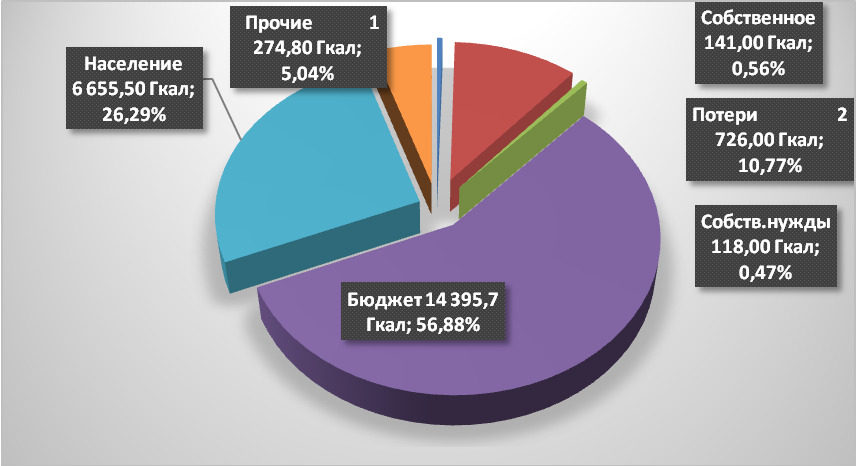 Прочие 1
274,80 Гкал;
5,04%
Собственное
141,00 Гкал;
0,56%
Население
6 655,50 Гкал;
26,29%
Потери 2
726,00 Гкал;
10,77%
Собств.нужды
118,00 Гкал;
0,47%
Бюджет 14 395,7
Гкал; 56,88%